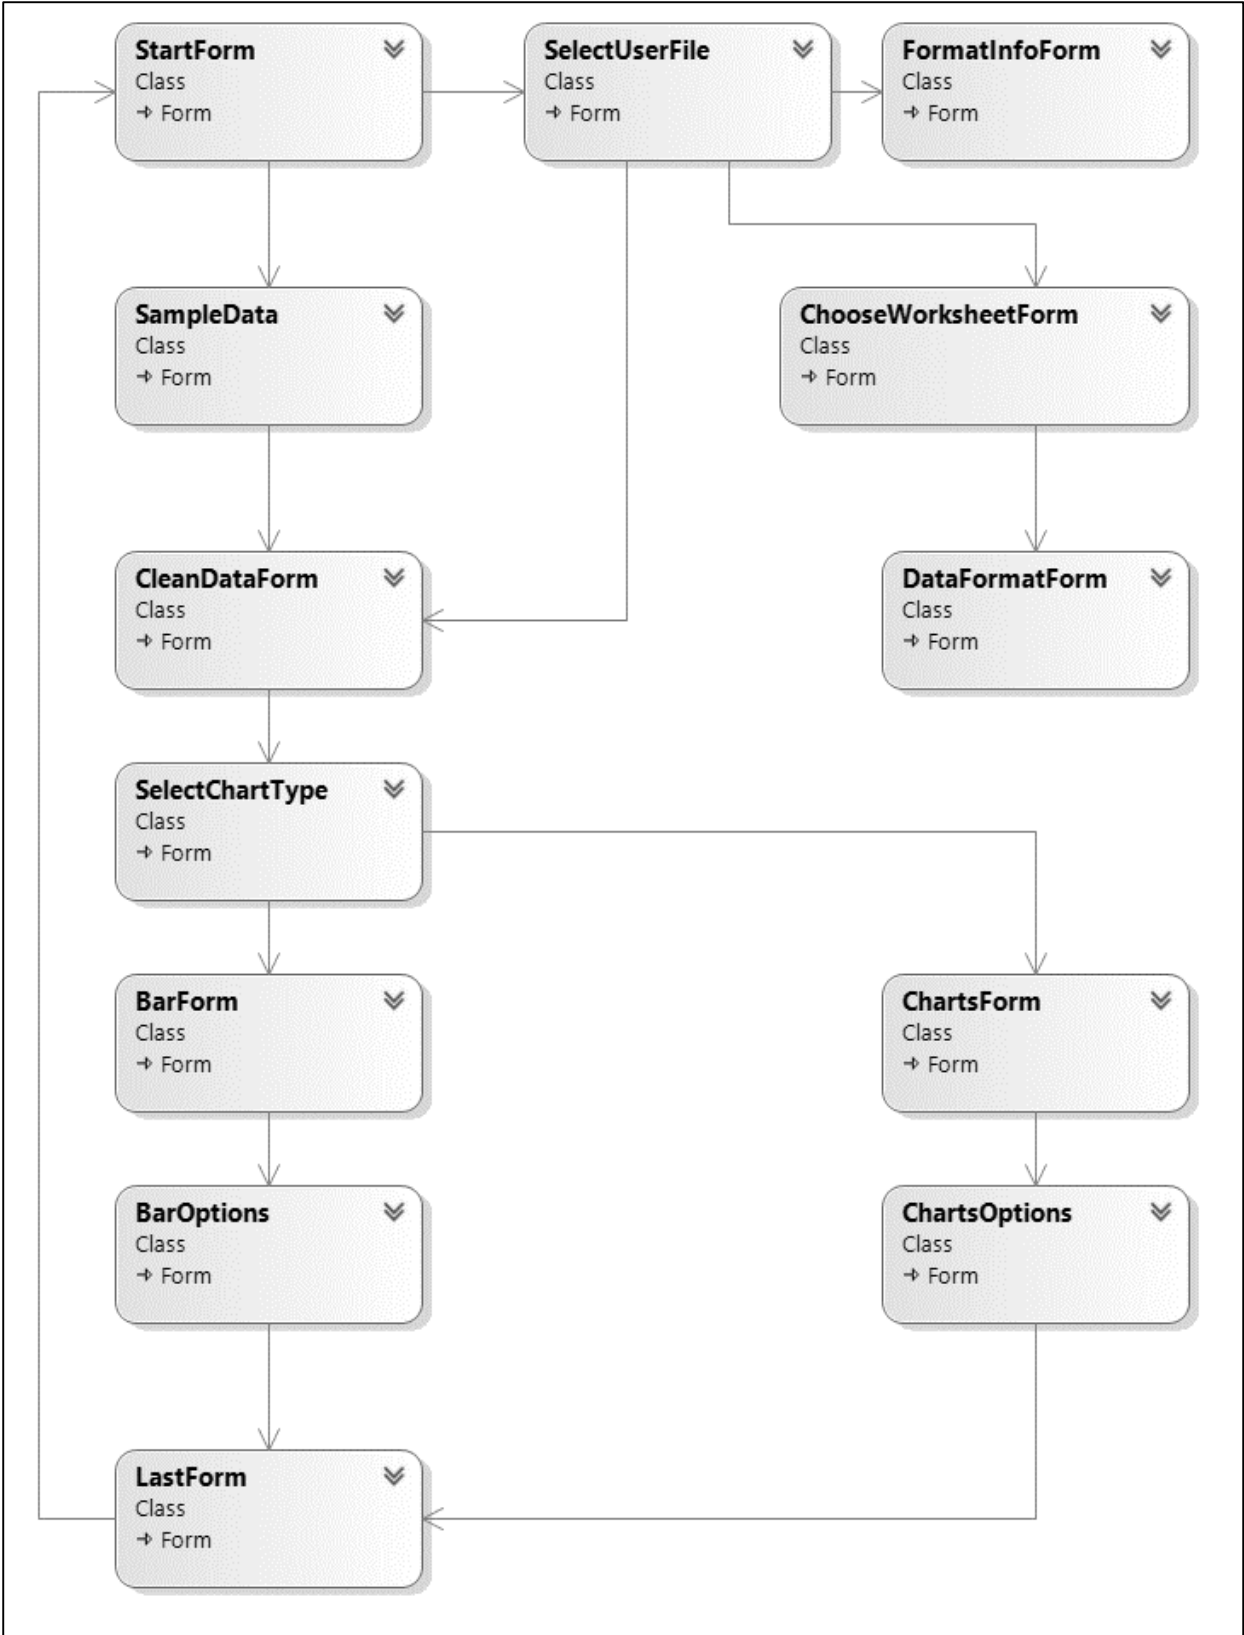 StartForm
Class
Form
SelectUserFile
Class
Form
FormatInfoForm
Class
Form
SampleData
Class
Form
ChooseWorksheetForm
Class
Form
CleanDataForm
Class
Form
DataFormatForm
Class
Form
SelectChartType
Class
Form
BarForm
Class
Form
ChartsForm
Class
Form
BarOptions
Class
Form
ChartsOptions
Class
Form
LastForm
Class
Form